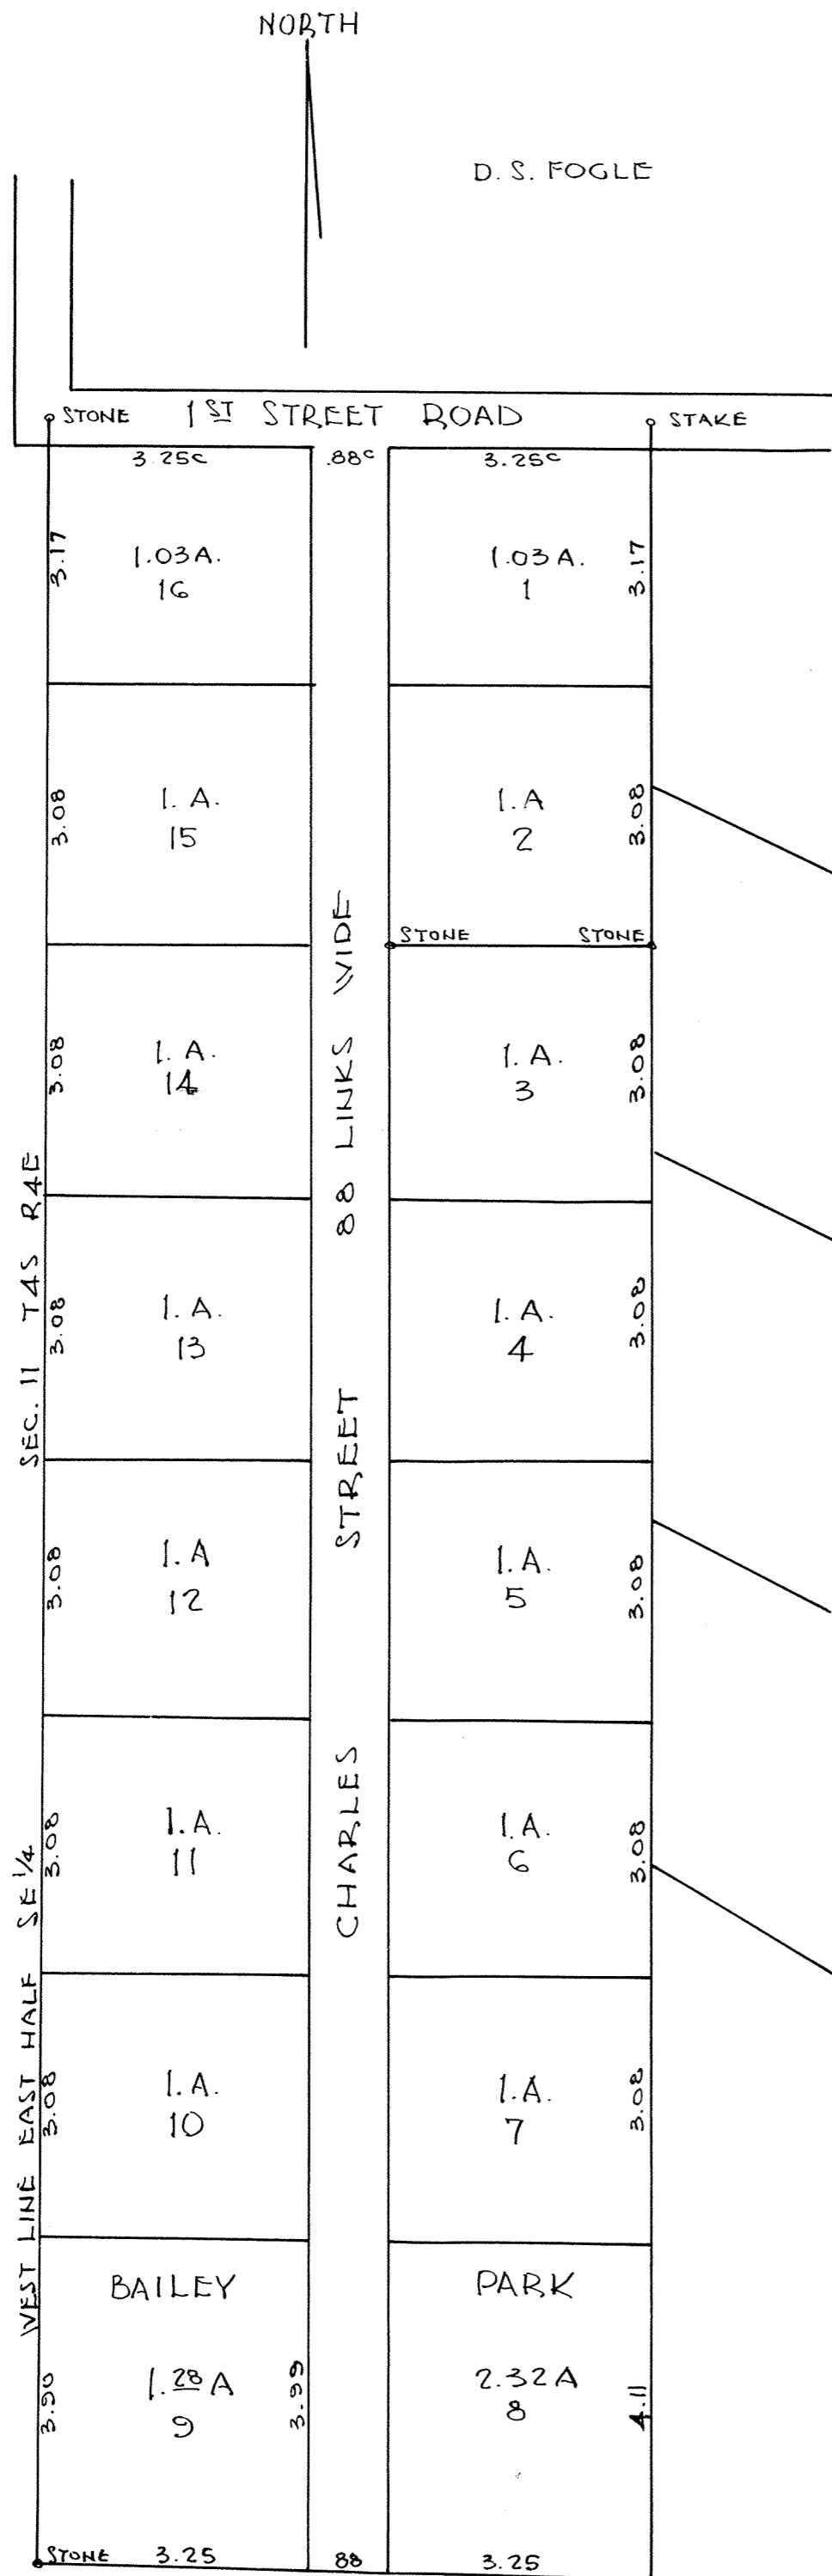 NORTH
D. S. FOGLE
STONE 1ST STREET ROAD STAKE
3.25c .88c 3.25c
3.17 1.03A. 1.03A. 3.17
16 1
3.08 1. A. 1.A 3.08
15 2
STONE STONE
3.08 1. A. 1. A. 3.08
14 3
3.08 1. A. 1. A. 3.08
13 4
3.08 1. A 1. A. 3.08
12 5
3.08 1. A. 1. A. 3.08
11 6
3.08 1. A. 1. A. 3.08
10 7
BAILEY PARK
3.90 1.28 A 3.99 2.32A 4.11
9 8
STONE 3.25 88 3.25
CHARLES STREET 88 LINKS WIDE
WEST LINE EAST HALF SE 1/4 SEC. 11 T4S R4E